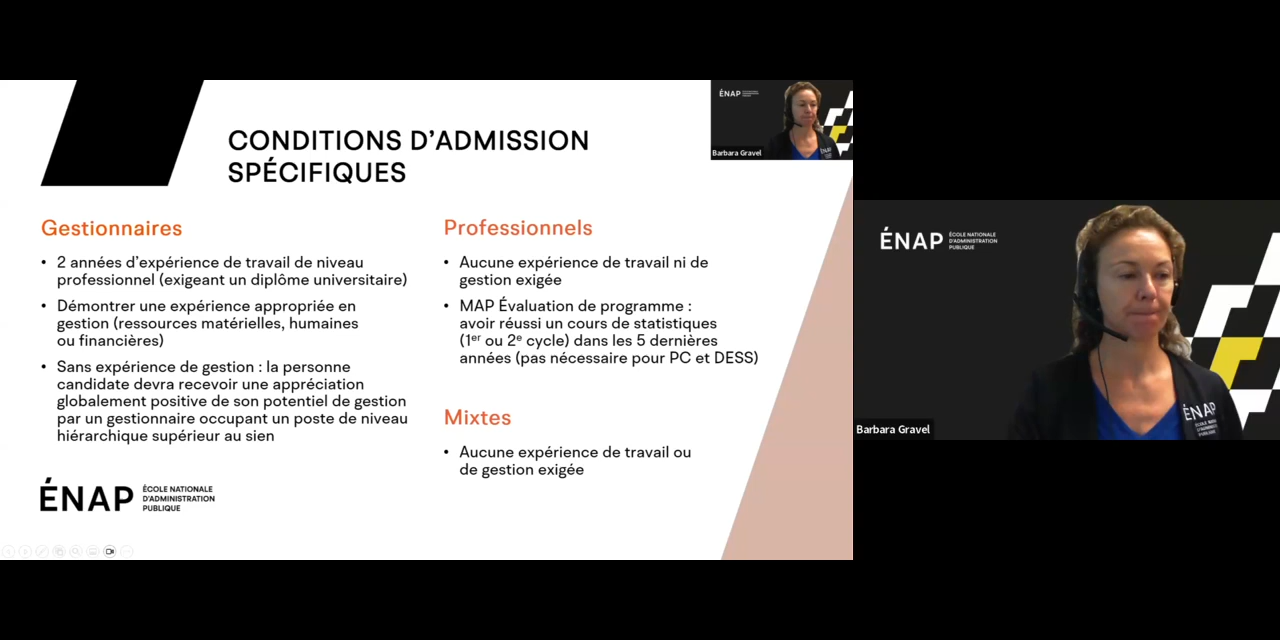 CONDITIONS D’ADMISSION
SPÉCIFIQUES
Gestionnaires
• 2 années d’expérience de travail de niveau
professionnel (exigeant un diplôme universitaire)
• Démontrer une expérience appropriée en
gestion (ressources matérielles, humaines
ou financières)
• Sans expérience de gestion : la personne
candidate devra recevoir une appréciation
globalement positive de son potentiel de gestion
par un gestionnaire occupant un poste de niveau
hiérarchique supérieur au sien
Professionnels
• Aucune expérience de travail ni de
gestion exigée
• MAP Évaluation de programme :
avoir réussi un cours de statistiques
(1er ou 2e cycle) dans les 5 dernières
années (pas nécessaire pour PC et DESS)
Mixtes
• Aucune expérience de travail ou
de gestion exigée
ÉNAP
ÉCOLE NATIONALE
D’ADMINISTRATION
PUBLIQUE
ÉNAP
Barbara Gravel
ÉNAP
ÉCOLE NATIONALE
D’ADMINISTRATION
PUBLIQUE
ÉNAP
Barbara Gravel